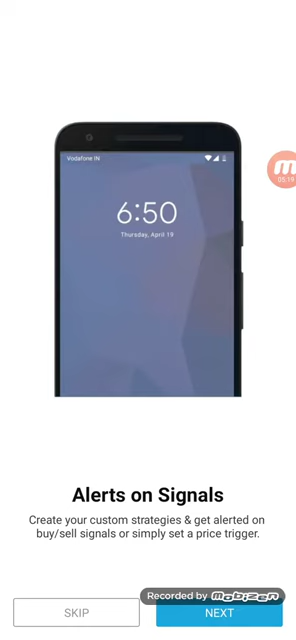 Vodafone IN
6:50
Thursday, April 19
05:19
Alerts on Signals
Create your custom strategies & get alerted on
buy/sell signals or simply set a price trigger.
Recorded by MOBIZEN
SKIP
NEXT